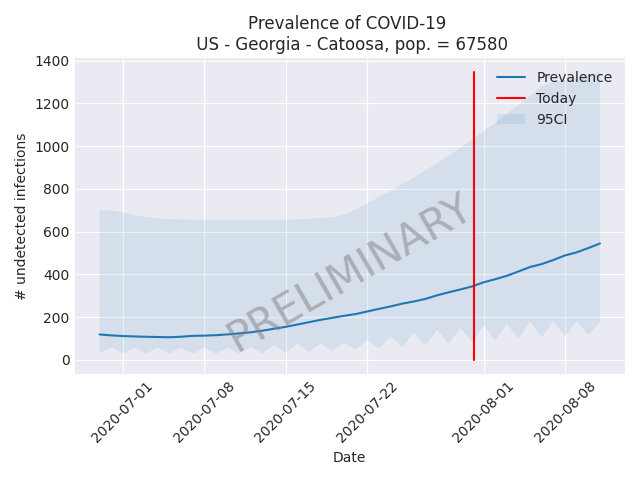 Prevalence of COVID-19
US - Georgia - Catoosa, pop. = 67580
# undetected infections
1400
1200
1000
800
600
400
200
0
Prevalence
Today
95CI
PRELIMINARY
2020-07-01
2020-07-08
2020-07-15
2020-07-22
2020-08-01
2020-08-08
Date